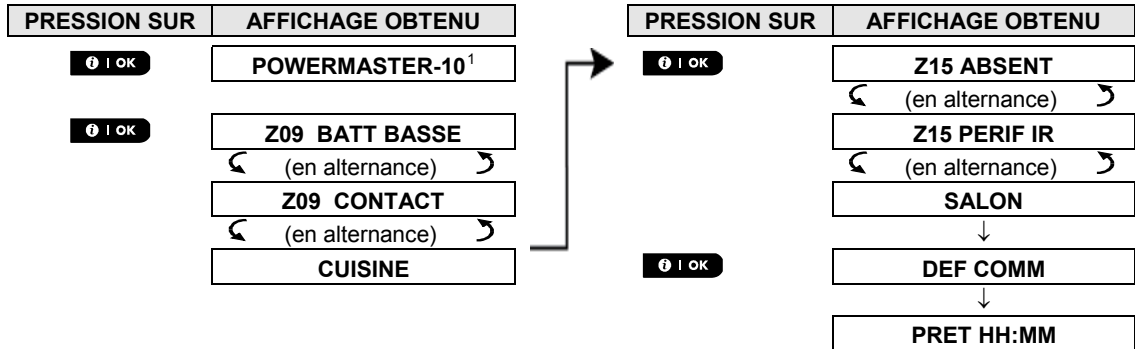 PRESSION SUR AFFICHAGE OBTENU
i | OK POWERMASTER-10¹
i | OK Z09 BATT BASSE
(en alternance)
Z09 CONTACT
(en alternance)
CUISINE
PRESSION SUR AFFICHAGE OBTENU
i | OK Z15 ABSENT
(en alternance)
Z15 PERIF IR
(en alternance)
SALON
↓
i | OK DEF COMM
↓
PRET HH:MM